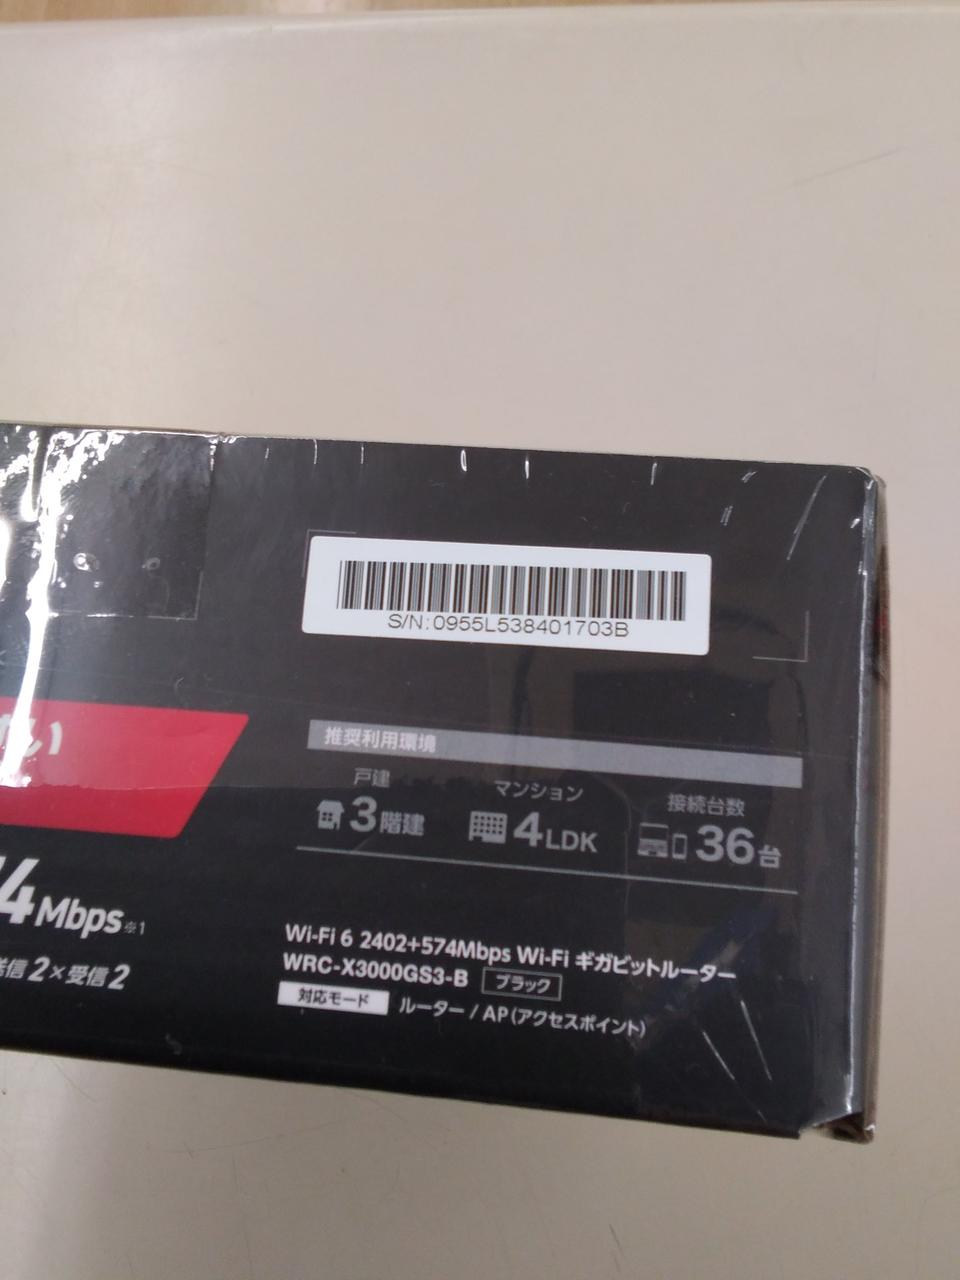 S/N:0955L538401703B
推奨利用環境
戸建
3階建
マンション
4LDK
接続台数
36台
4Mbps※1
送信2×受信2
Wi-Fi 6 2402+574Mbps Wi-Fi ギガビットルーター
WRC-X3000GS3-B ブラック
対応モード ルーター / AP(アクセスポイント)